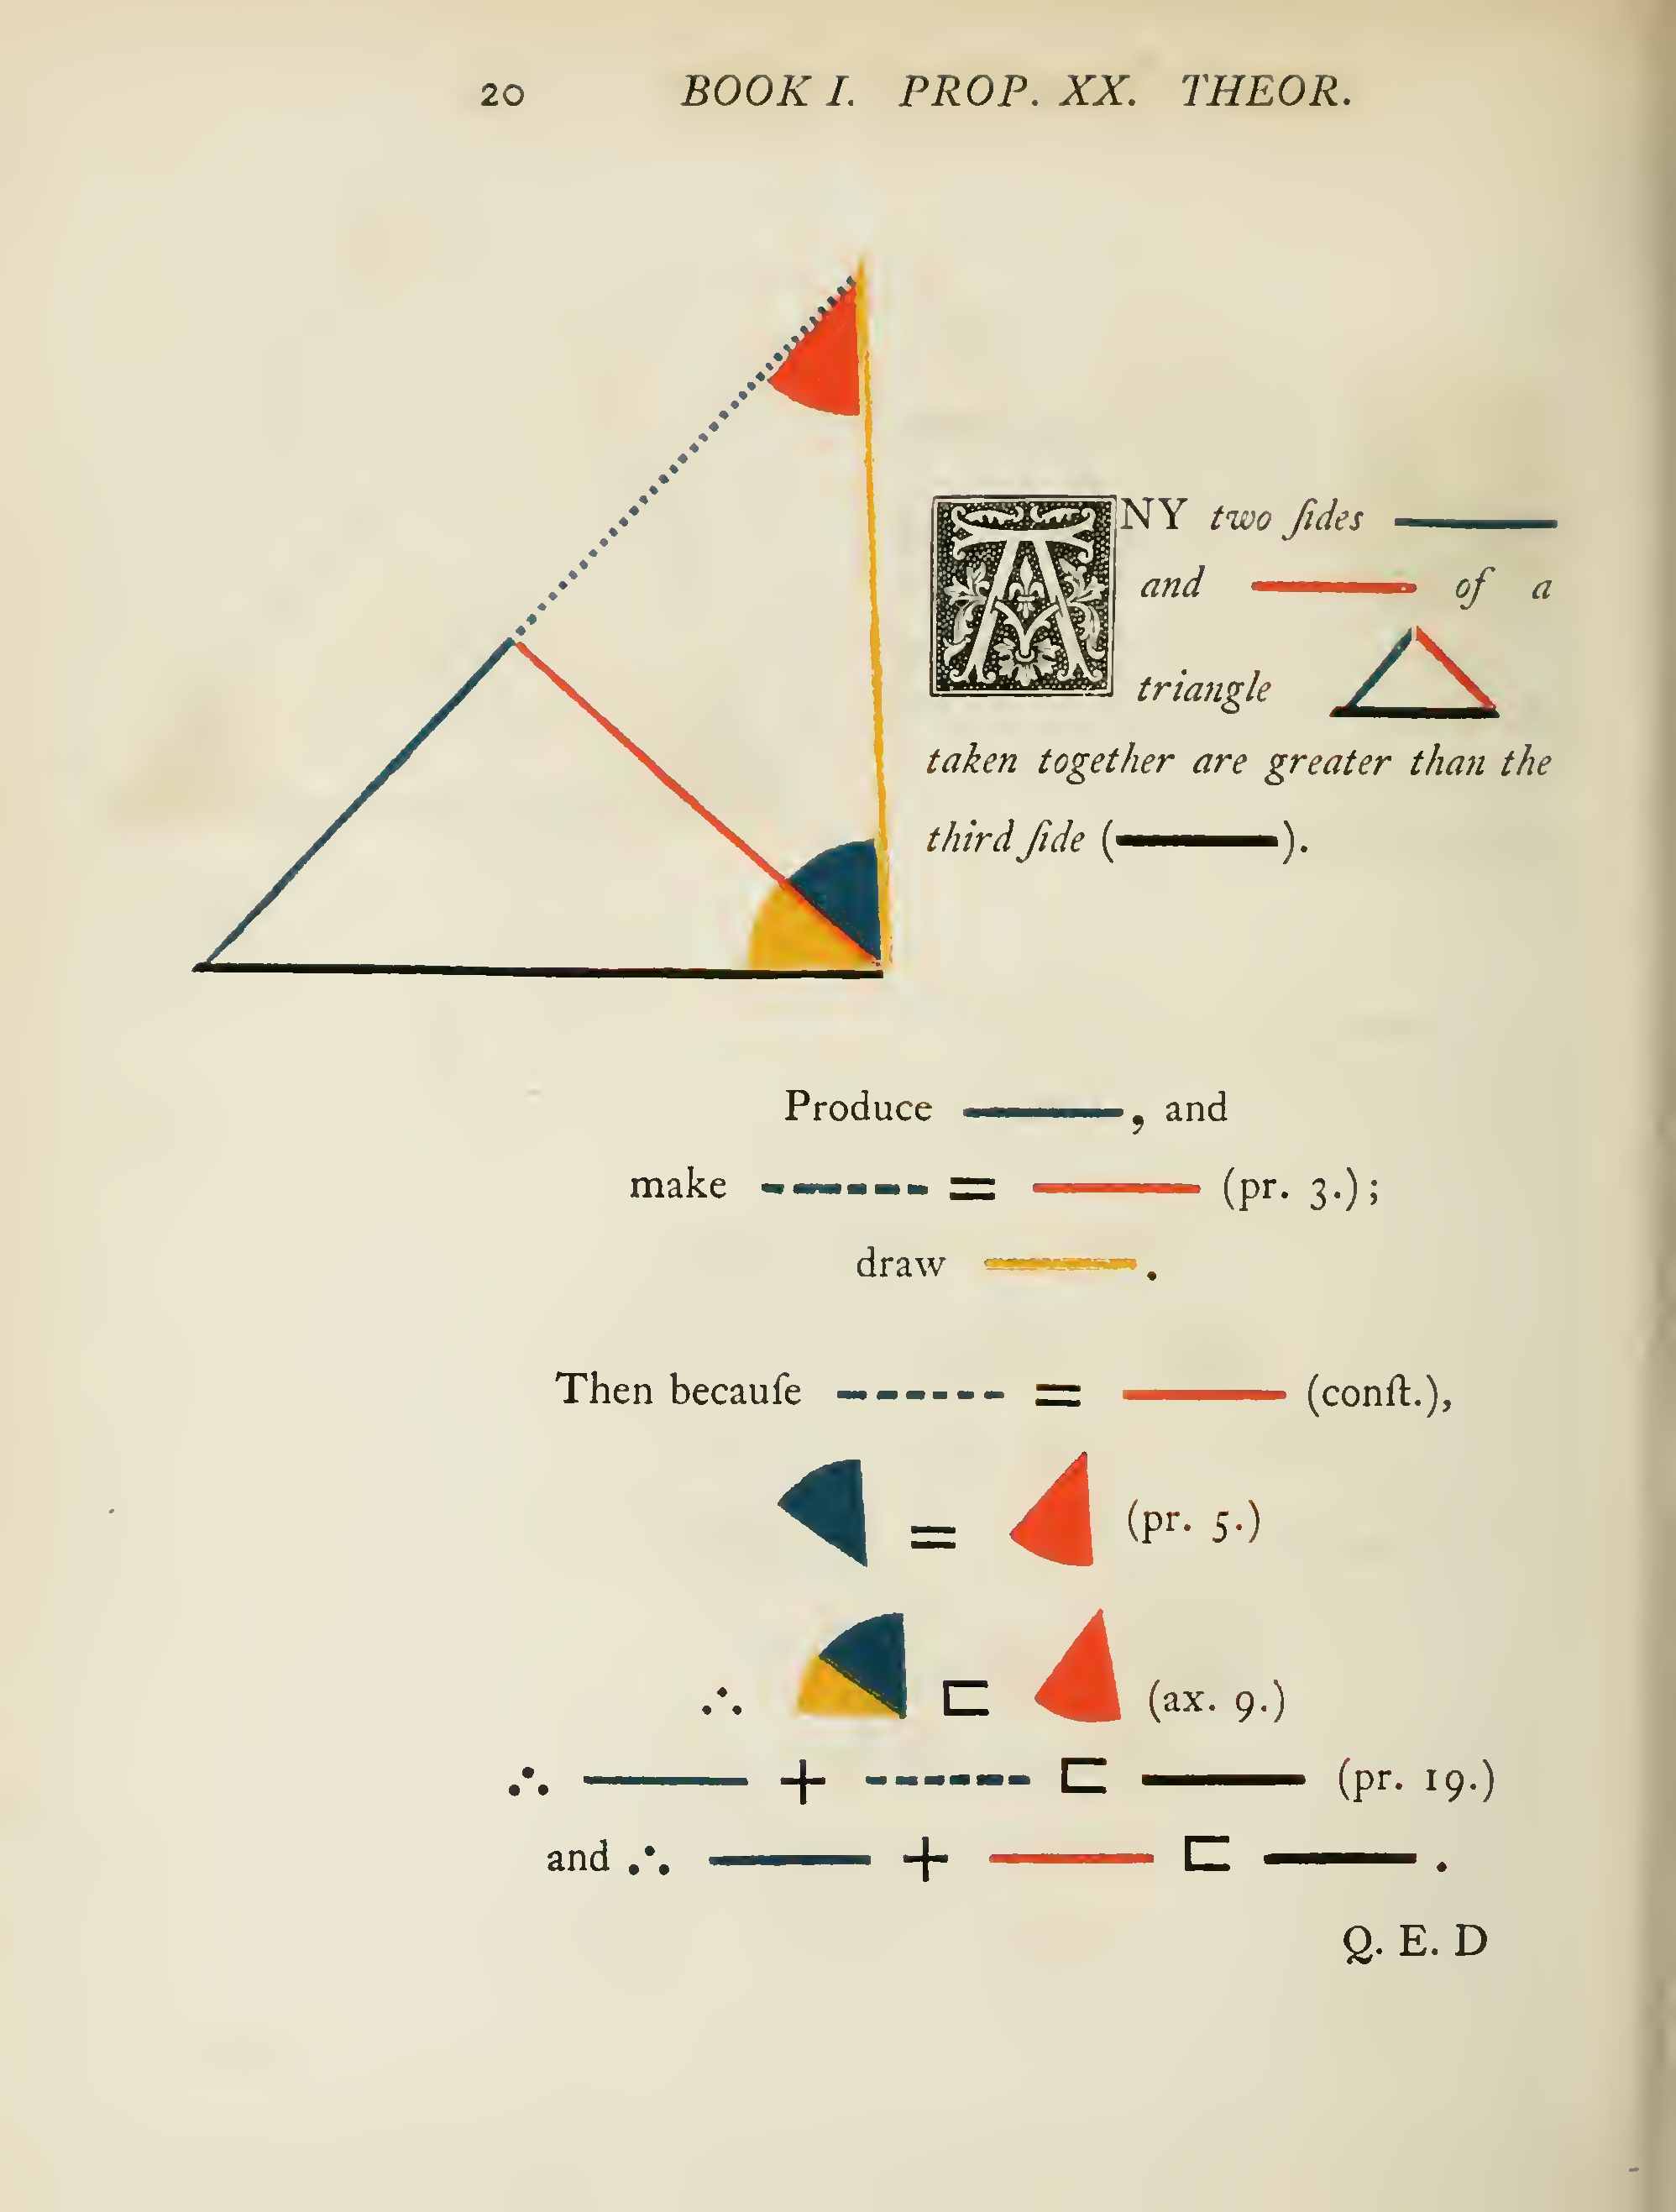 20 BOOK I. PROP. XX. THEOR.
ANY two ſides
and of a
triangle
taken together are greater than the
third ſide ( ).
Produce , and
make = (pr. 3.) ;
draw .
Then becauſe = (conſt.),
= (pr. 5.)
∴ ⊏ (ax. 9.)
∴ + ⊏ (pr. 19.)
and ∴ + ⊏ .
Q. E. D